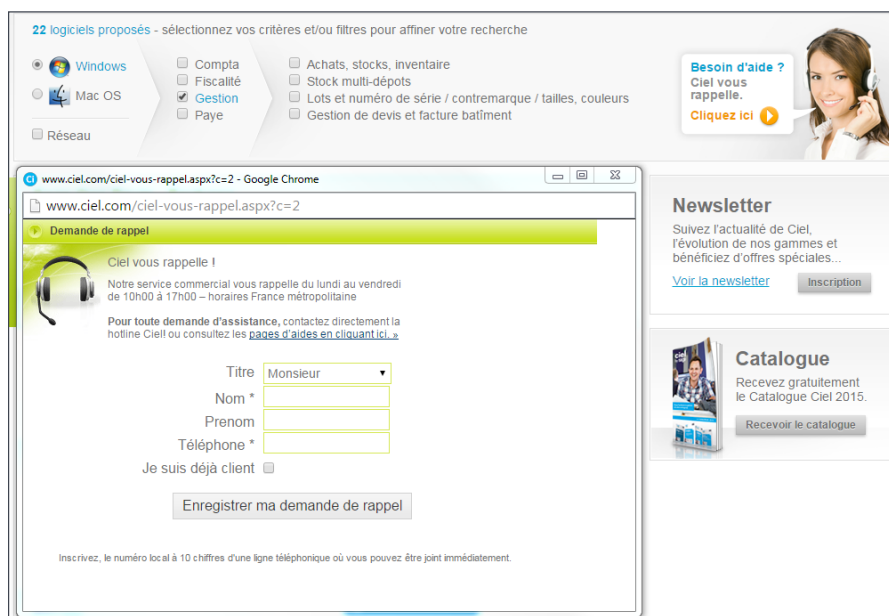 22 logiciels proposés - sélectionnez vos critères et/ou filtres pour affiner votre recherche
Windows
Mac OS
Réseau
Compta
Fiscalité
Gestion
Paye
Achats, stocks, inventaire
Stock multi-dépots
Lots et numéro de série / contremarque / tailles, couleurs
Gestion de devis et facture batîment
Besoin d'aide ?
Ciel vous
rappelle.
Cliquez ici
www.ciel.com/ciel-vous-rappel.aspx?c=2 - Google Chrome
www.ciel.com/ciel-vous-rappel.aspx?c=2
Demande de rappel
Ciel vous rappelle !
Notre service commercial vous rappelle du lundi au vendredi
de 10h00 à 17h00 – horaires France métropolitaine
Pour toute demande d'assistance, contactez directement la
hotline Ciel! ou consultez les pages d'aides en cliquant ici. »
Titre Monsieur
Nom *
Prenom
Téléphone *
Je suis déjà client
Enregistrer ma demande de rappel
Inscrivez, le numéro local à 10 chiffres d'une ligne téléphonique où vous pouvez être joint immédiatement.
Newsletter
Suivez l'actualité de Ciel,
l'évolution de nos gammes et
bénéficiez d'offres spéciales...
Voir la newsletter Inscription
Catalogue
Recevez gratuitement
le Catalogue Ciel 2015.
Recevoir le catalogue